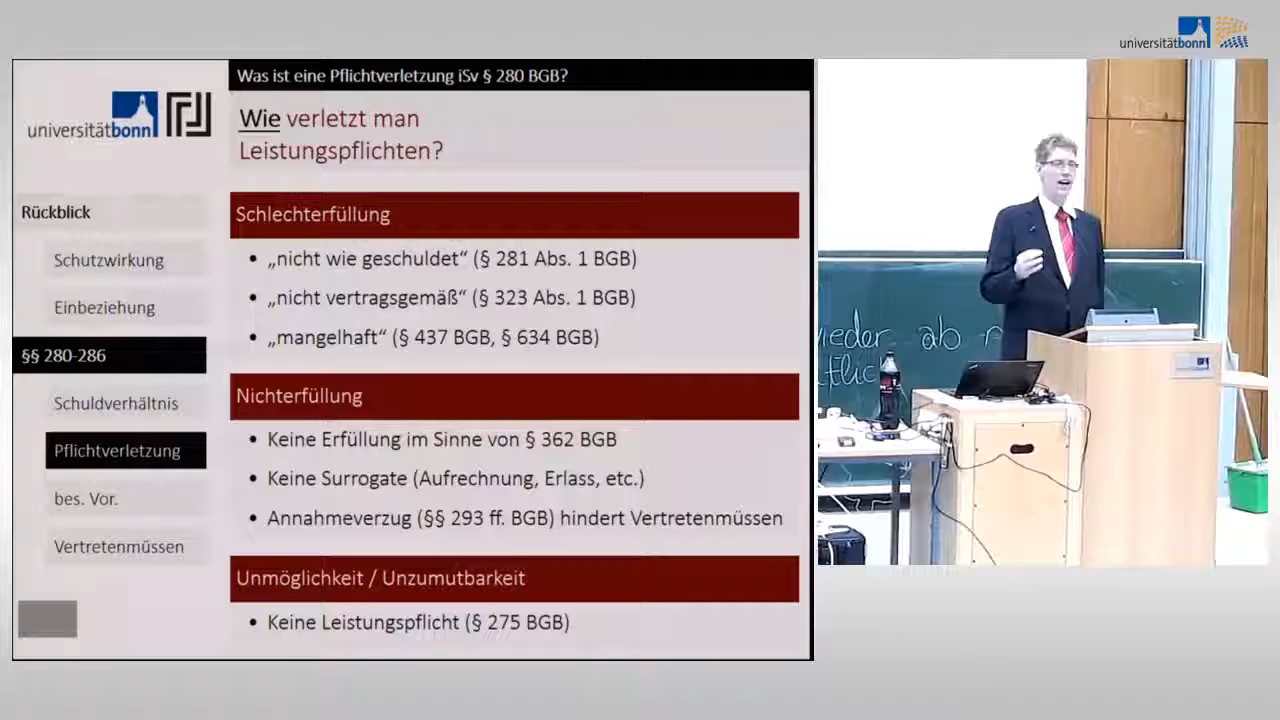 universitätbonn
Was ist eine Pflichtverletzung iSv § 280 BGB?
universitätbonn
Wie verletzt man
Leistungspflichten?
Rückblick
Schutzwirkung
Einbeziehung
§§ 280-286
Schuldverhältnis
Pflichtverletzung
bes. Vor.
Vertretenmüssen
Schlechterfüllung
• „nicht wie geschuldet“ (§ 281 Abs. 1 BGB)
• „nicht vertragsgemäß“ (§ 323 Abs. 1 BGB)
• „mangelhaft“ (§ 437 BGB, § 634 BGB)
Nichterfüllung
• Keine Erfüllung im Sinne von § 362 BGB
• Keine Surrogate (Aufrechnung, Erlass, etc.)
• Annahmeverzug (§§ 293 ff. BGB) hindert Vertretenmüssen
Unmöglichkeit / Unzumutbarkeit
• Keine Leistungspflicht (§ 275 BGB)
ab